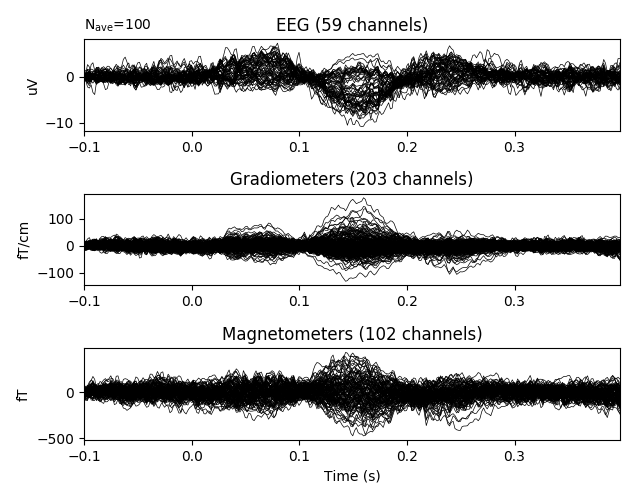 N_ave=100
EEG (59 channels)
uV
0
−10
−0.1 0.0 0.1 0.2 0.3
Gradiometers (203 channels)
fT/cm
100
0
−100
−0.1 0.0 0.1 0.2 0.3
Magnetometers (102 channels)
fT
0
−500
−0.1 0.0 0.1 0.2 0.3
Time (s)